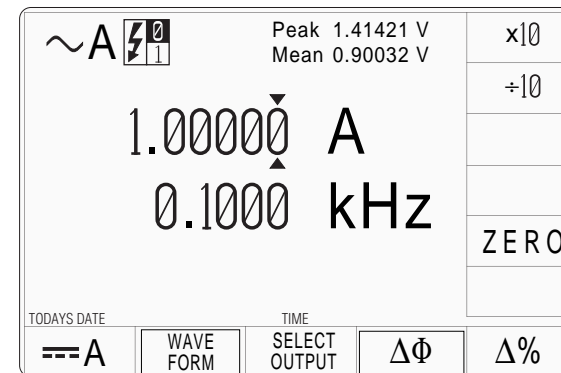 ∼A 0 1
Peak 1.41421 V
Mean 0.90032 V
x10
÷10
1.00000 A
0.1000 kHz
ZERO
TODAYS DATE
TIME
A
WAVE
FORM
SELECT
OUTPUT
ΔΦ
Δ%